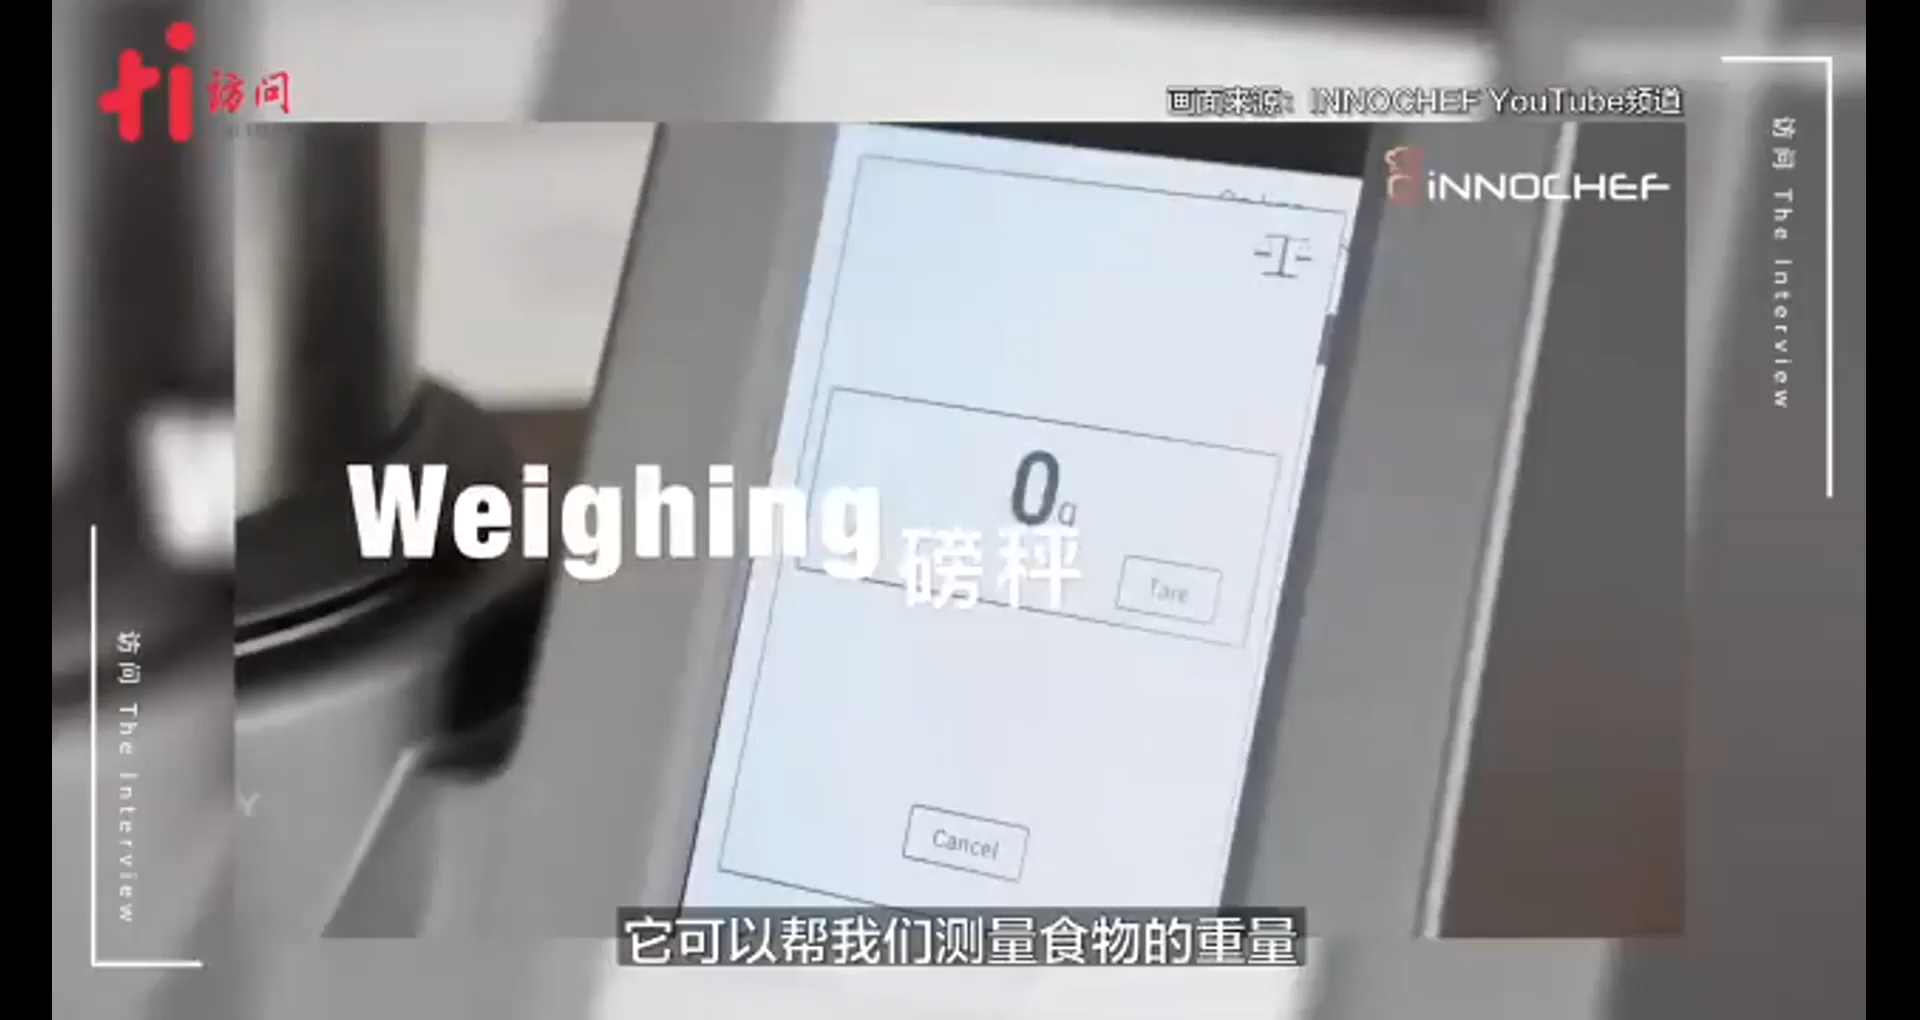 ti 访问
画面来源：INNOCHEF YouTube频道
iNNOCHEF
访问 The Interview
0g
Weighing
磅秤
Tare
Cancel
访问 The Interview
Y
它可以帮我们测量食物的重量